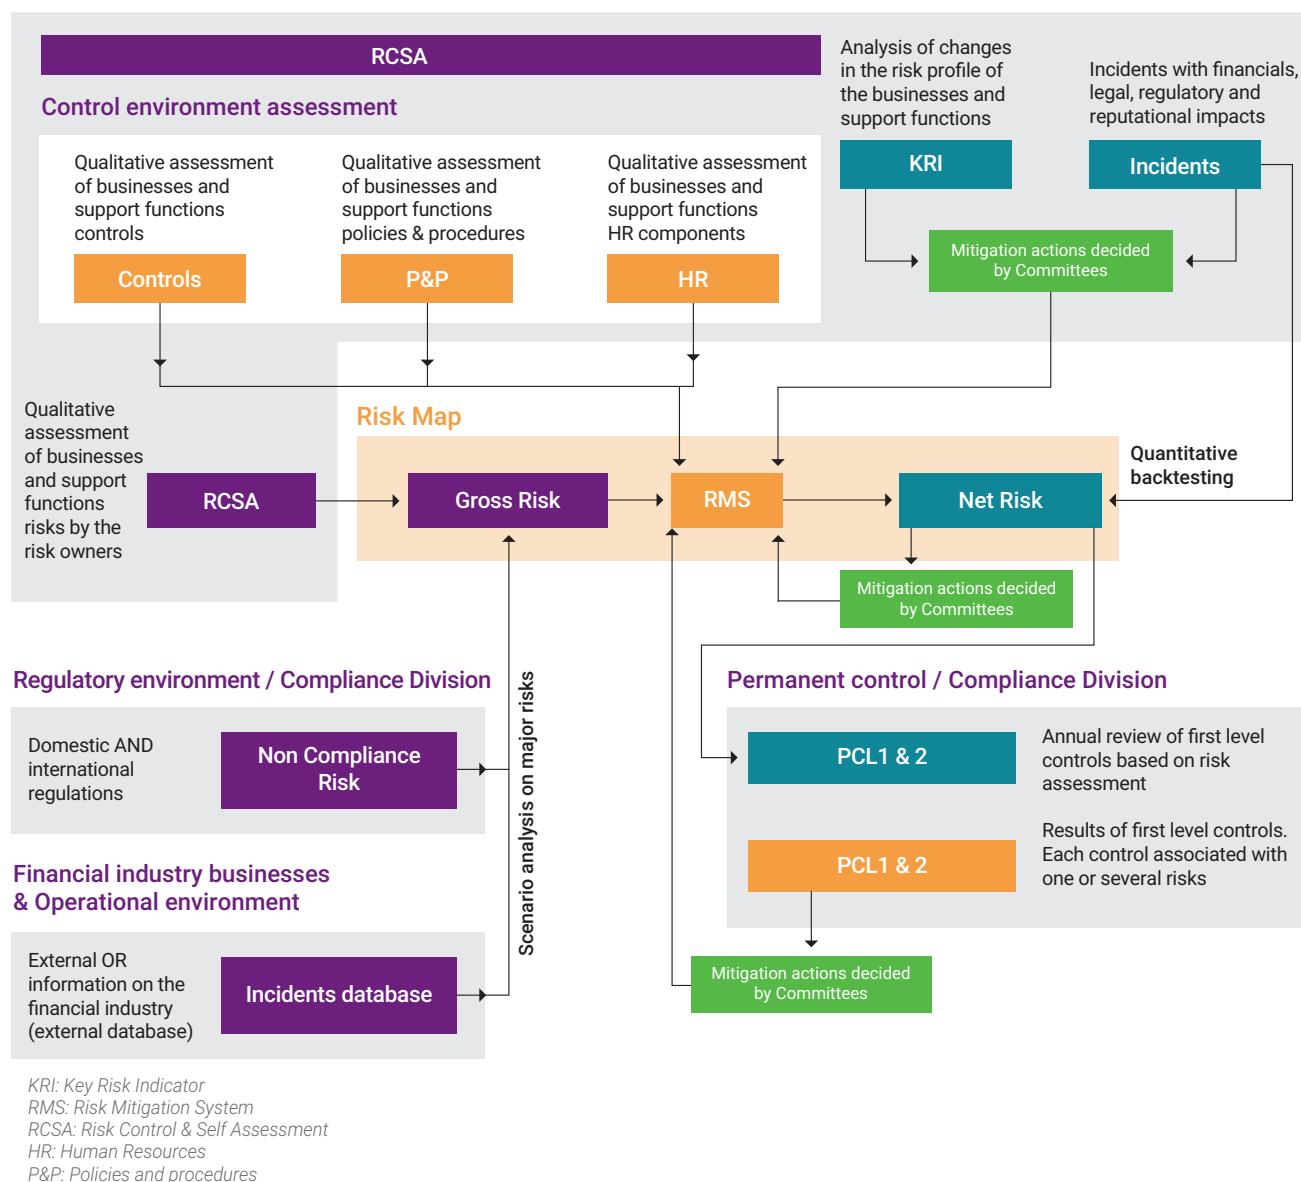 RCSA
Control environment assessment
Qualitative assessment
of businesses and
support functions
controls
Controls
Qualitative assessment
of businesses and
support functions
policies & procedures
P&P
Qualitative assessment
of businesses and
support functions
HR components
HR
Analysis of changes
in the risk profile of
the businesses and
support functions
KRI
Incidents with financials,
legal, regulatory and
reputational impacts
Incidents
Mitigation actions decided
by Committees
Qualitative
assessment
of businesses
and support
functions
risks by the
risk owners
RCSA
Risk Map
Gross Risk
RMS
Net Risk
Quantitative
backtesting
Mitigation actions decided
by Committees
Regulatory environment / Compliance Division
Domestic AND
international
regulations
Non Compliance
Risk
Scenario analysis on major risks
Financial industry businesses
& Operational environment
External OR
information on the
financial industry
(external database)
Incidents database
Permanent control / Compliance Division
PCL1 & 2
Annual review of first level
controls based on risk
assessment
PCL1 & 2
Results of first level controls.
Each control associated with
one or several risks
Mitigation actions decided
by Committees
KRI: Key Risk Indicator
RMS: Risk Mitigation System
RCSA: Risk Control & Self Assessment
HR: Human Resources
P&P: Policies and procedures